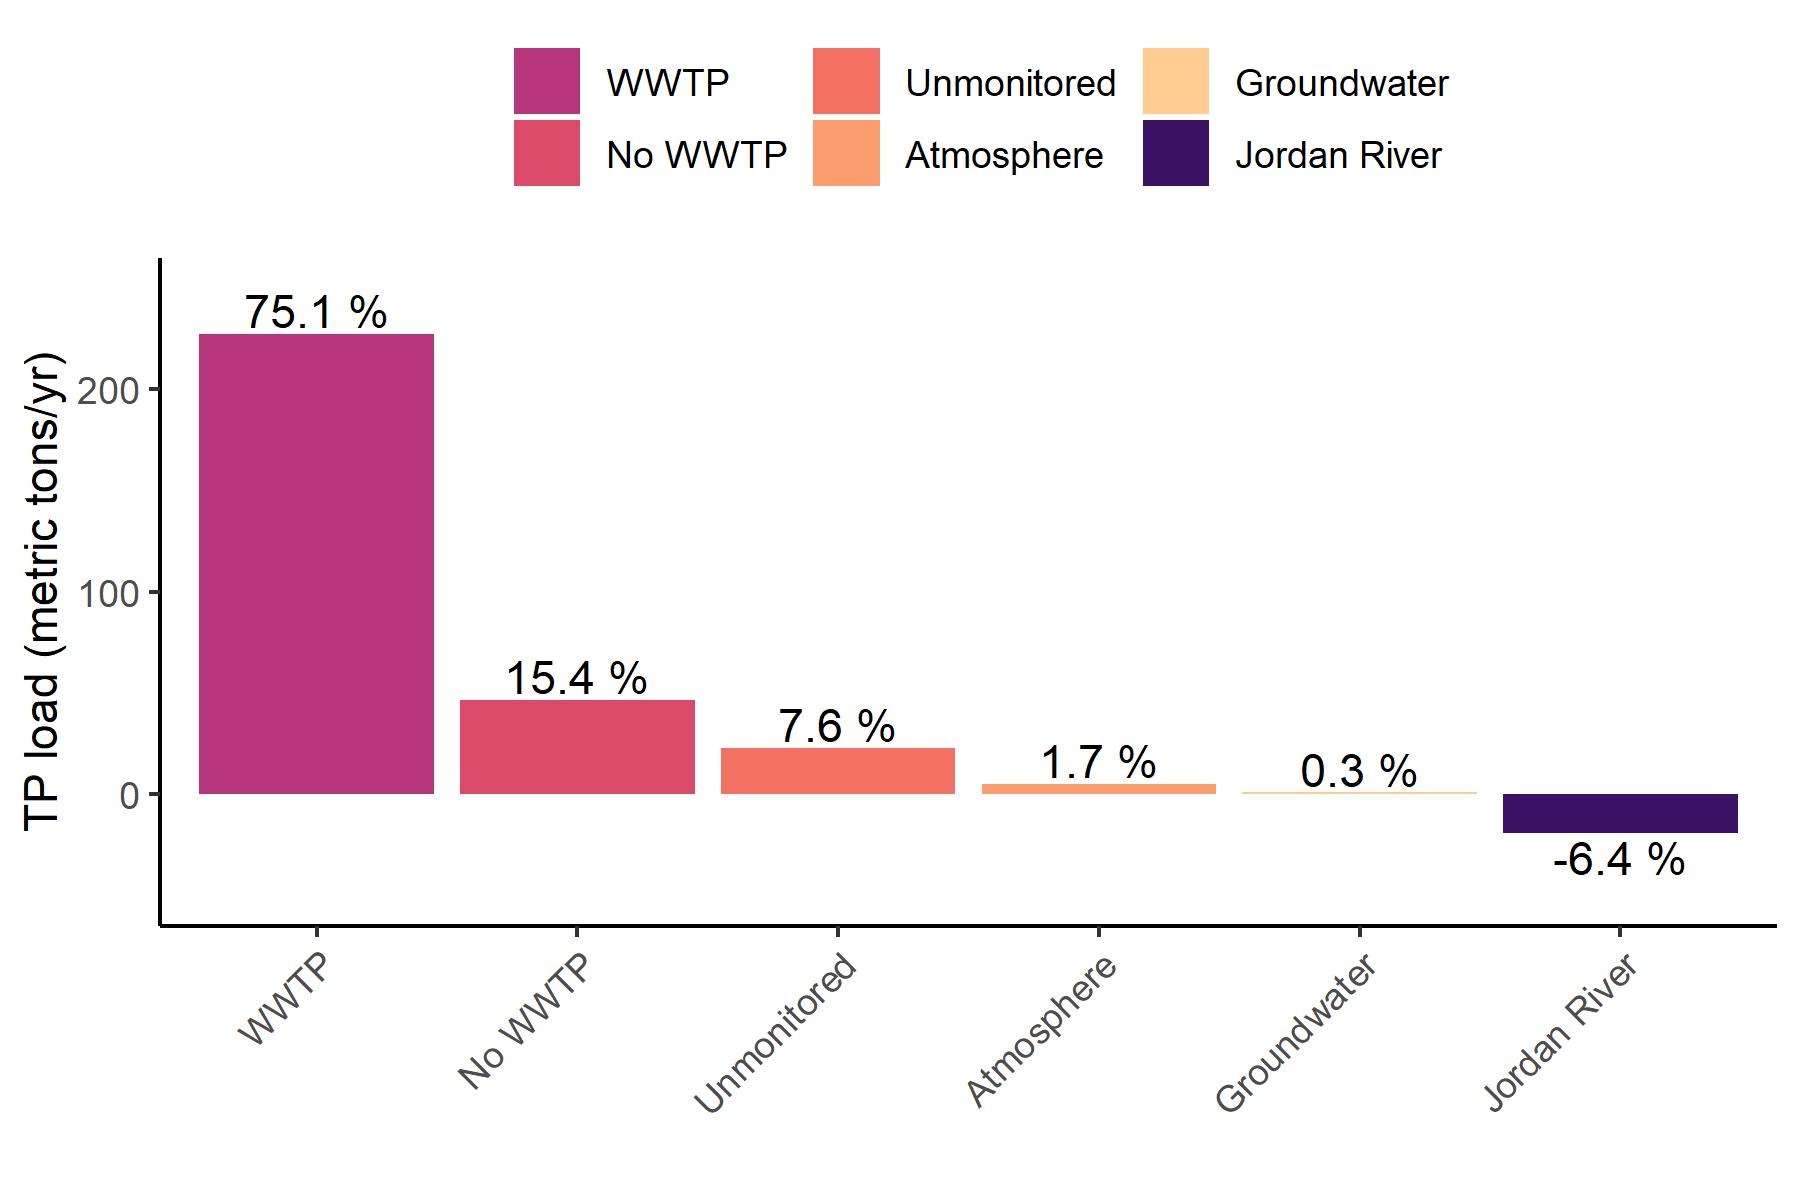 WWTP
Unmonitored
Groundwater
No WWTP
Atmosphere
Jordan River
TP load (metric tons/yr)
200
100
0
75.1 %
15.4 %
7.6 %
1.7 %
0.3 %
-6.4 %
WWTP
No WWTP
Unmonitored
Atmosphere
Groundwater
Jordan River